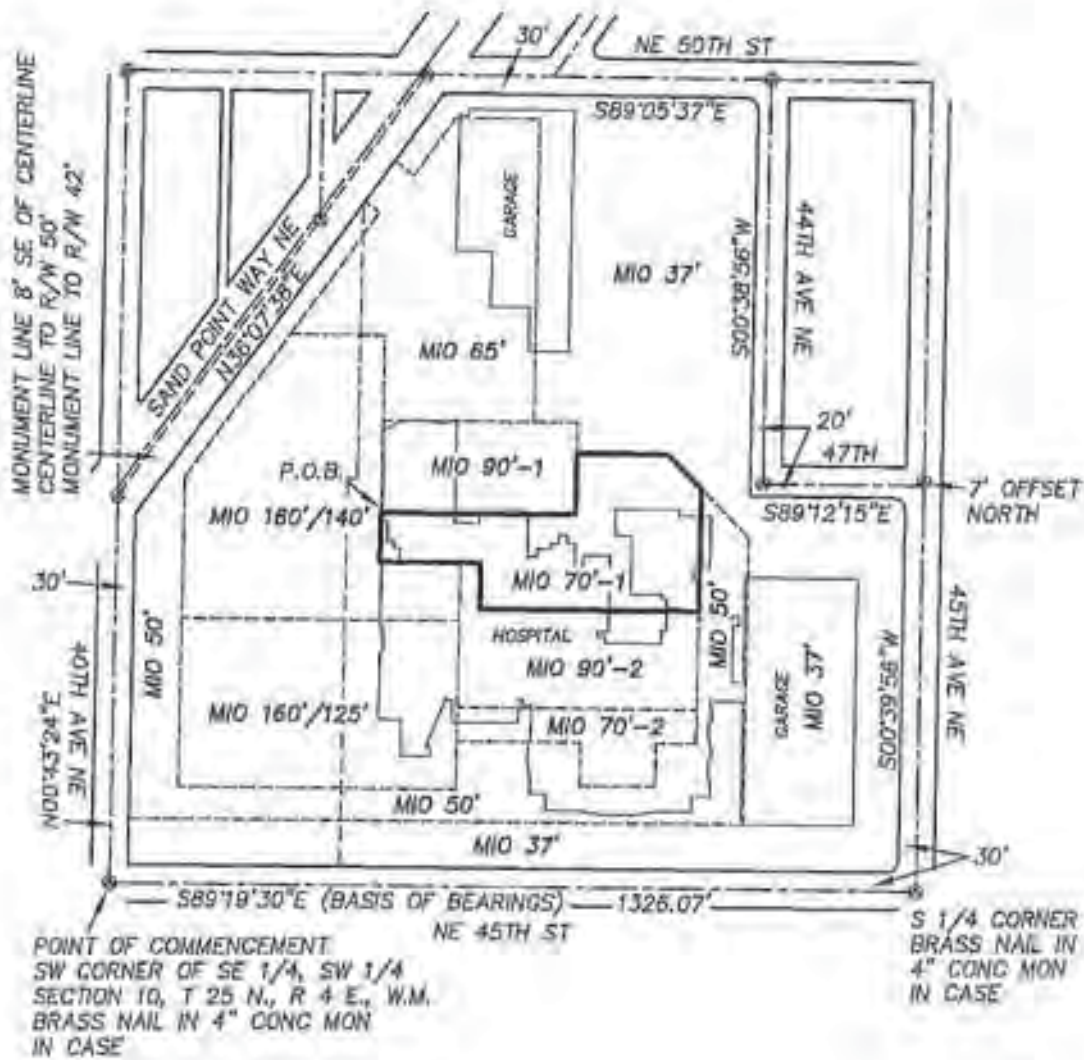 30'
NE 50TH ST
S89°05'37"E
MONUMENT LINE 8' SE OF CENTERLINE
CENTERLINE TO R/W 50'
MONUMENT LINE TO R/W 42'
SAND POINT WAY NE
N36°07'38"E
GARAGE
MIO 37'
S00°38'56"W
44TH AVE NE
MIO 65'
20'
47TH
MIO 90'-1
P.O.B.
MIO 160'/140'
7' OFFSET
NORTH
S89°12'15"E
30'
MIO 70'-1
MIO 50'
MIO 50'
HOSPITAL
MIO 90'-2
GARAGE
MIO 37'
S00°39'56"W
45TH AVE NE
N00°43'24"E
40TH AVE NE
MIO 160'/125'
MIO 70'-2
MIO 50'
MIO 37'
30'
S89°19'30"E (BASIS OF BEARINGS)
1326.07'
NE 45TH ST
POINT OF COMMENCEMENT
SW CORNER OF SE 1/4, SW 1/4
SECTION 10, T 25 N., R 4 E., W.M.
BRASS NAIL IN 4" CONC MON
IN CASE
S 1/4 CORNER
BRASS NAIL IN
4" CONC MON
IN CASE